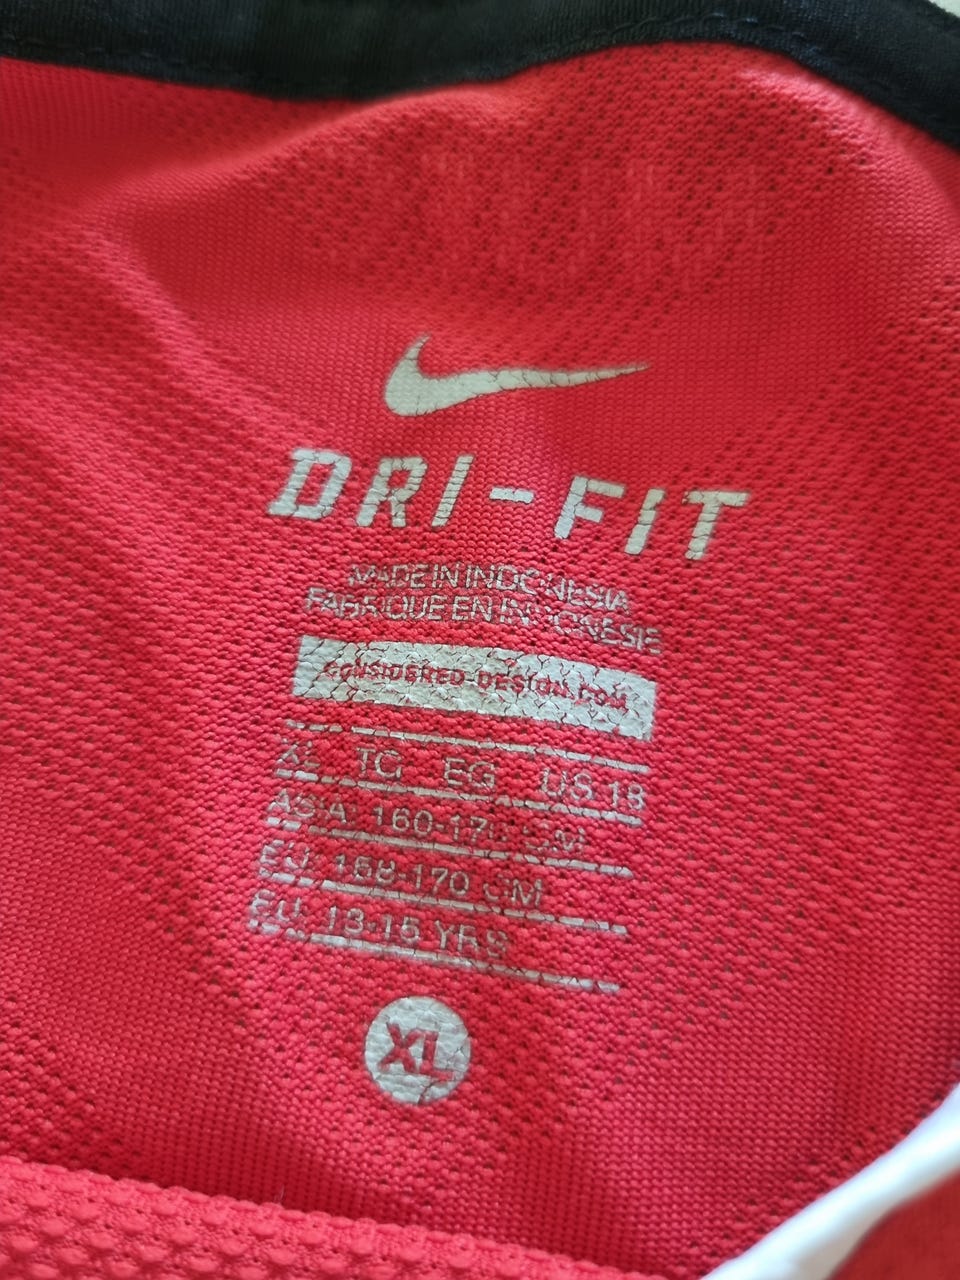 DRI-FIT
MADE IN INDONESIA
FABRIQUE EN INDONESIE
CONSIDERED-DESIGN.COM
XL TG EG US 18
ASIA: 160-170 CM
EU: 158-170 CM
EU: 13-15 YRS
XL